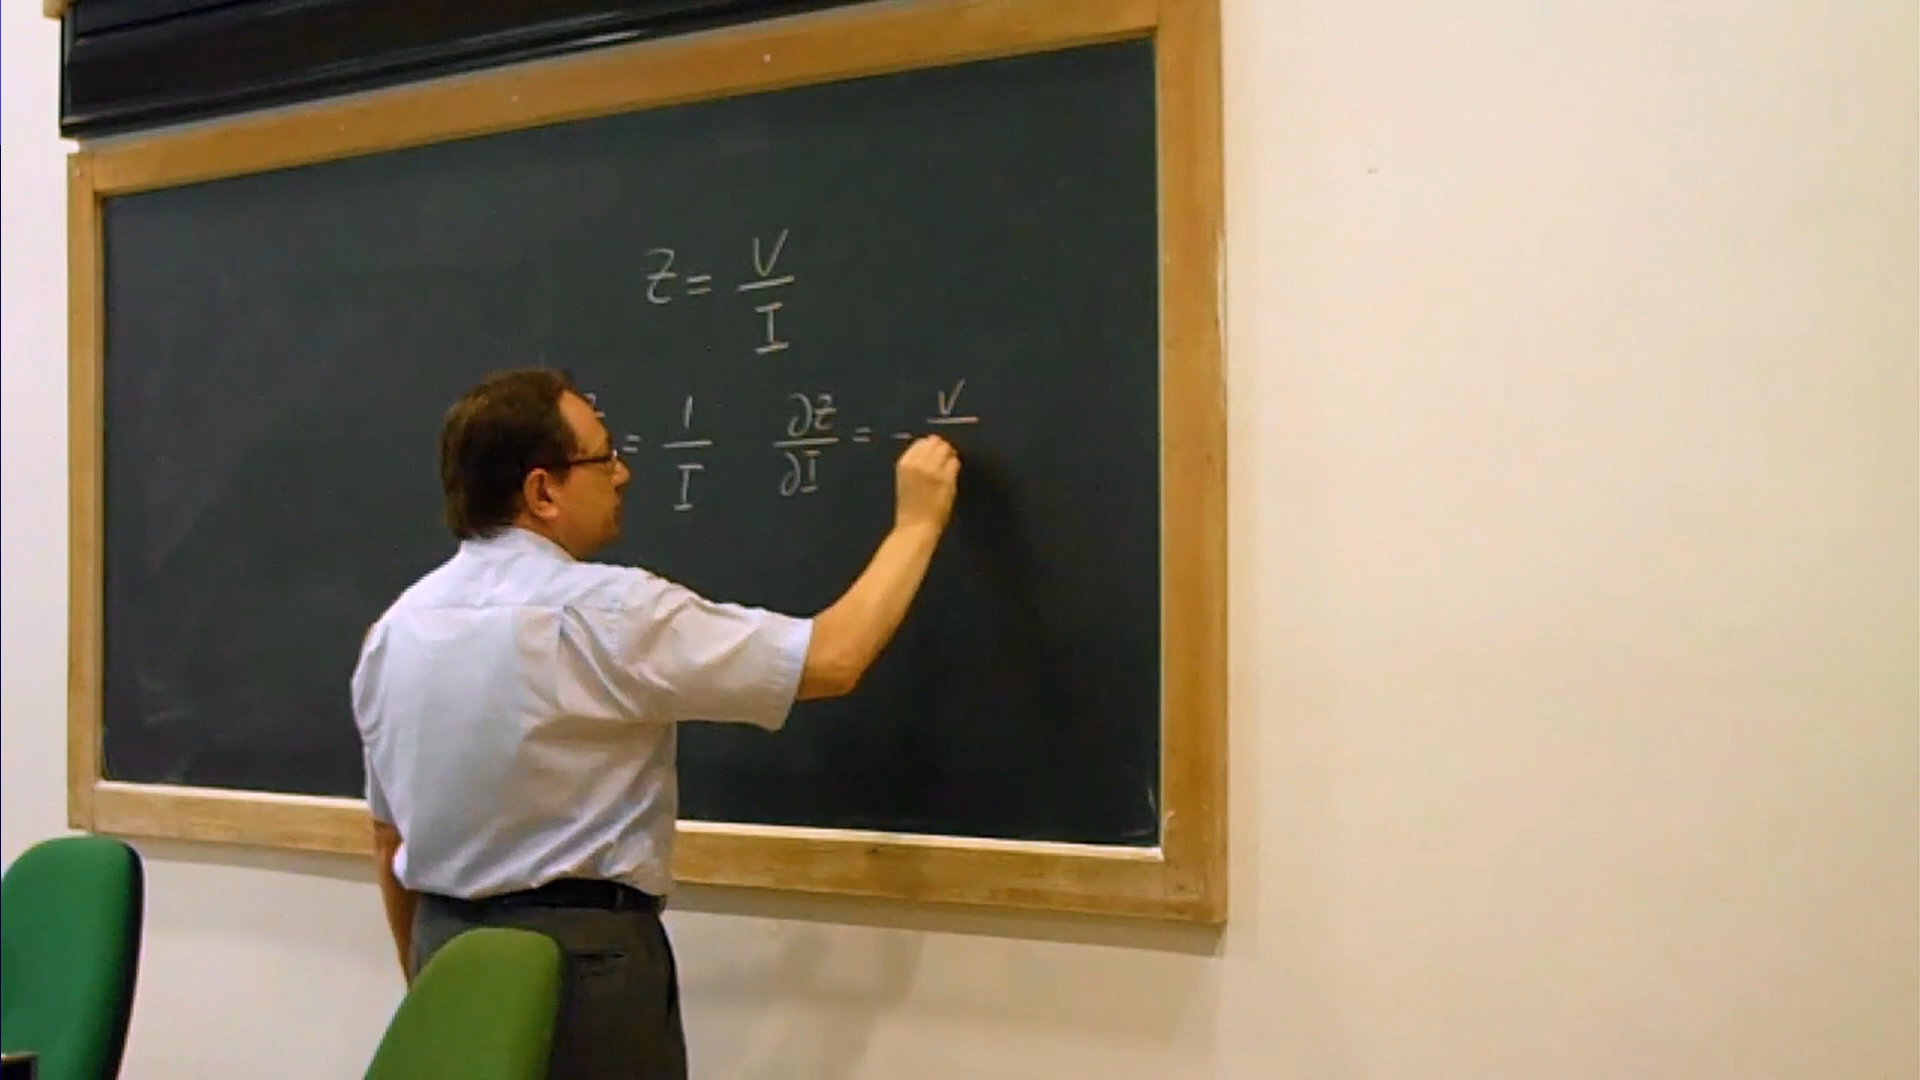 Z = V / I
Z = 1 / I   ∂Z / ∂I = - V /